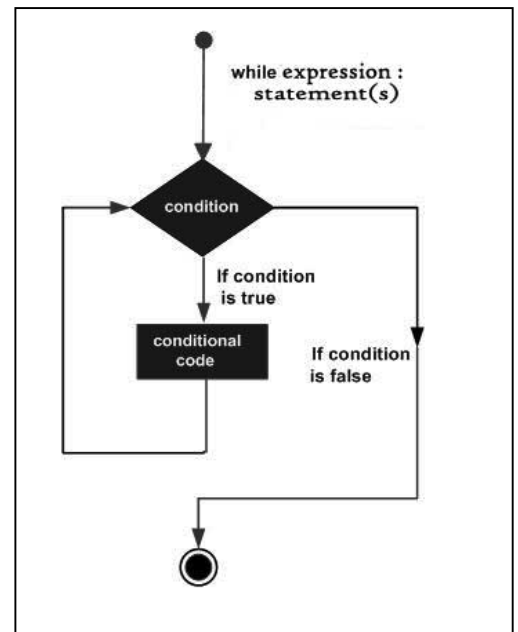 while expression :
statement(s)
condition
If condition
is true
conditional
code
If condition
is false